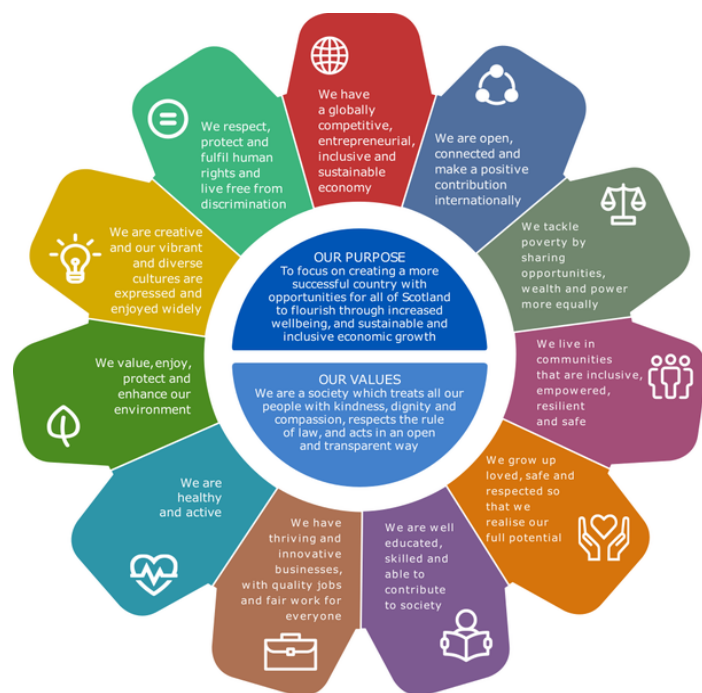 We have
a globally
competitive,
entrepreneurial,
inclusive and
sustainable
economy
We are open,
connected and
make a positive
contribution
internationally
We tackle
poverty by
sharing
opportunities,
wealth and power
more equally
We live in
communities
that are inclusive,
empowered,
resilient
and safe
We grow up
loved, safe and
respected so
that we
realise our
full potential
We are well
educated,
skilled and
able to
contribute
to society
We have
thriving and
innovative
businesses,
with quality jobs
and fair work for
everyone
We are
healthy
and active
We value, enjoy,
protect and
enhance our
environment
We are creative
and our vibrant
and diverse
cultures are
expressed and
enjoyed widely
We respect,
protect and
fulfil human
rights and
live free from
discrimination
OUR PURPOSE
To focus on creating a more
successful country with
opportunities for all of Scotland
to flourish through increased
wellbeing, and sustainable and
inclusive economic growth
OUR VALUES
We are a society which treats all our
people with kindness, dignity and
compassion, respects the rule
of law, and acts in an open
and transparent way